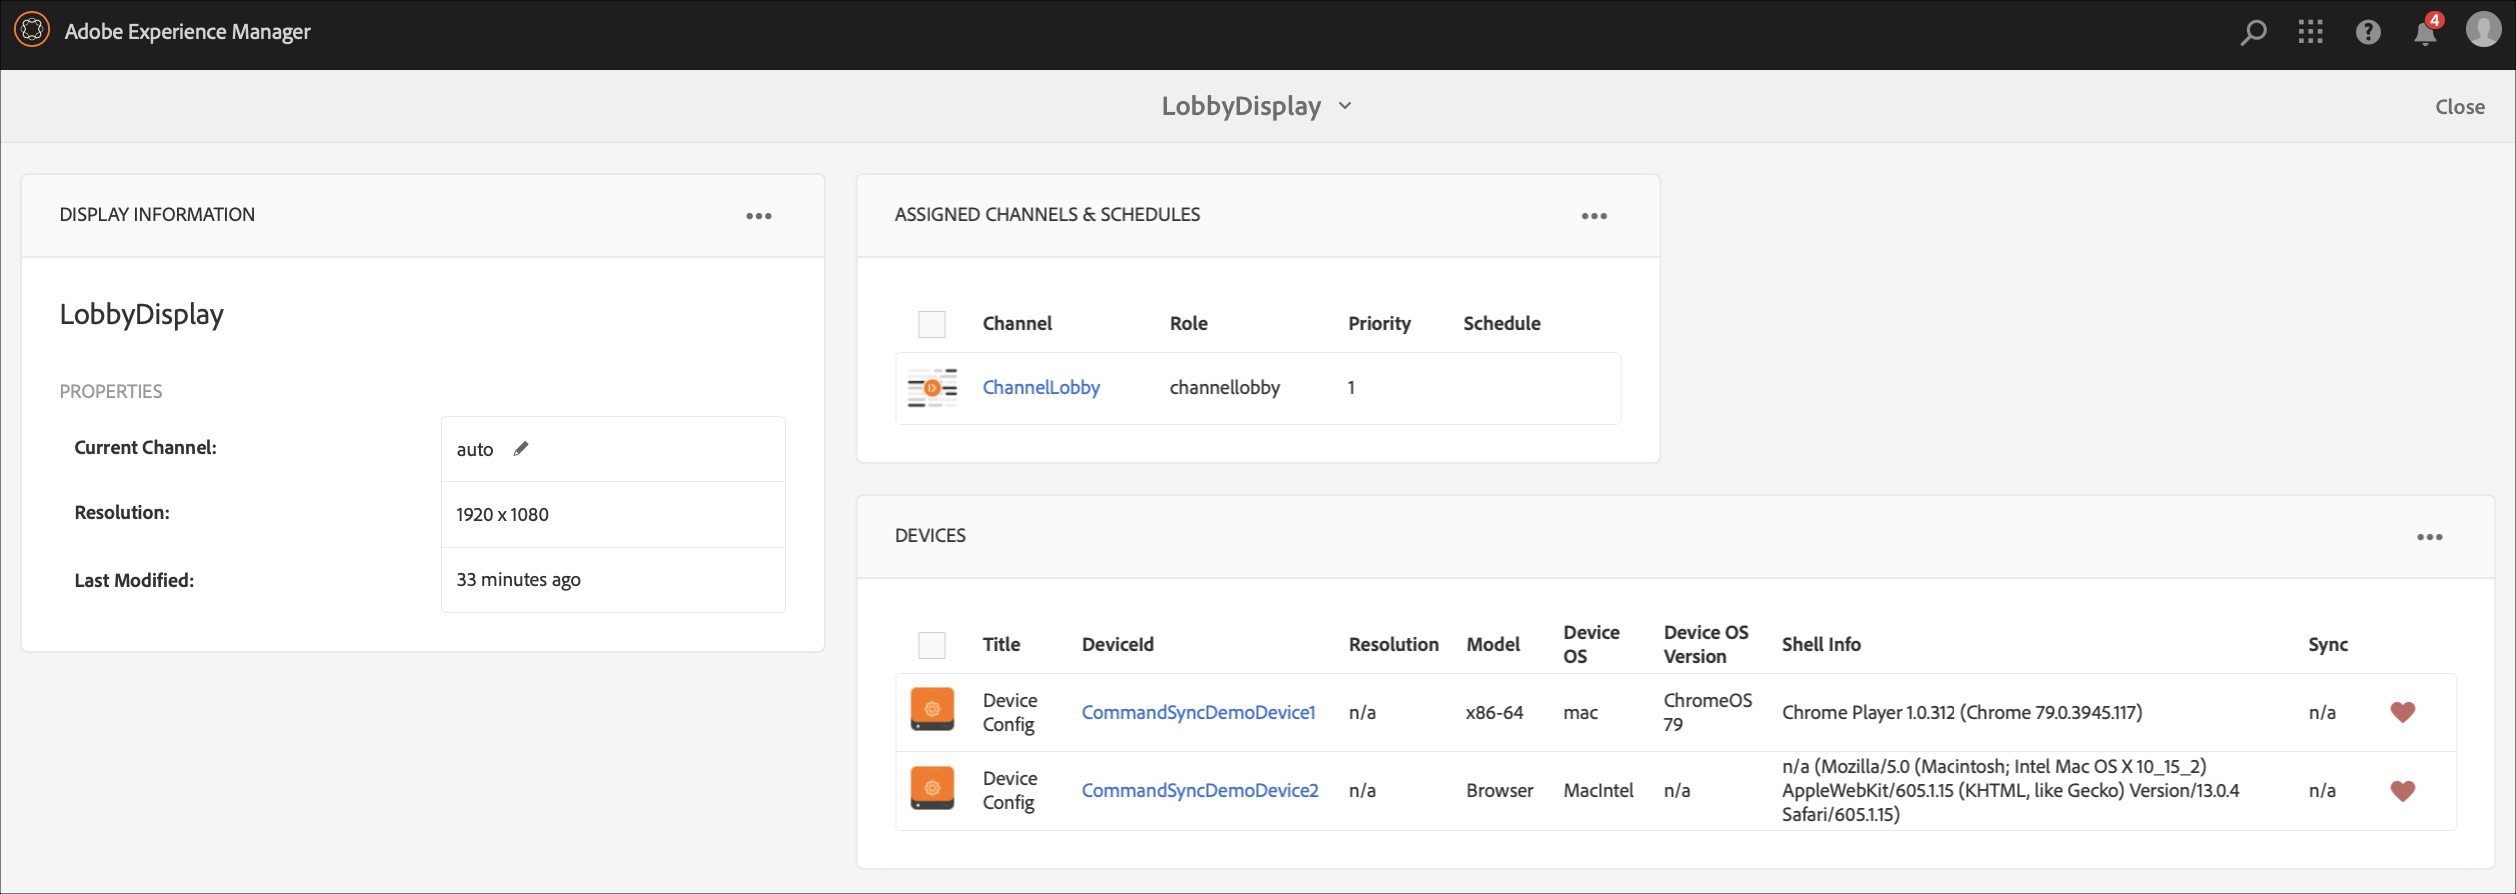 Adobe Experience Manager
4
LobbyDisplay
Close
DISPLAY INFORMATION
LobbyDisplay
PROPERTIES
Current Channel: auto
Resolution: 1920 x 1080
Last Modified: 33 minutes ago
ASSIGNED CHANNELS & SCHEDULES
Channel Role Priority Schedule
ChannelLobby channellobby 1
DEVICES
Title DeviceId Resolution Model Device OS Device OS Version Shell Info Sync
Device Config CommandSyncDemoDevice1 n/a x86-64 mac ChromeOS 79 Chrome Player 1.0.312 (Chrome 79.0.3945.117) n/a
Device Config CommandSyncDemoDevice2 n/a Browser MacIntel n/a n/a (Mozilla/5.0 (Macintosh; Intel Mac OS X 10_15_2) AppleWebKit/605.1.15 (KHTML, like Gecko) Version/13.0.4 Safari/605.1.15) n/a